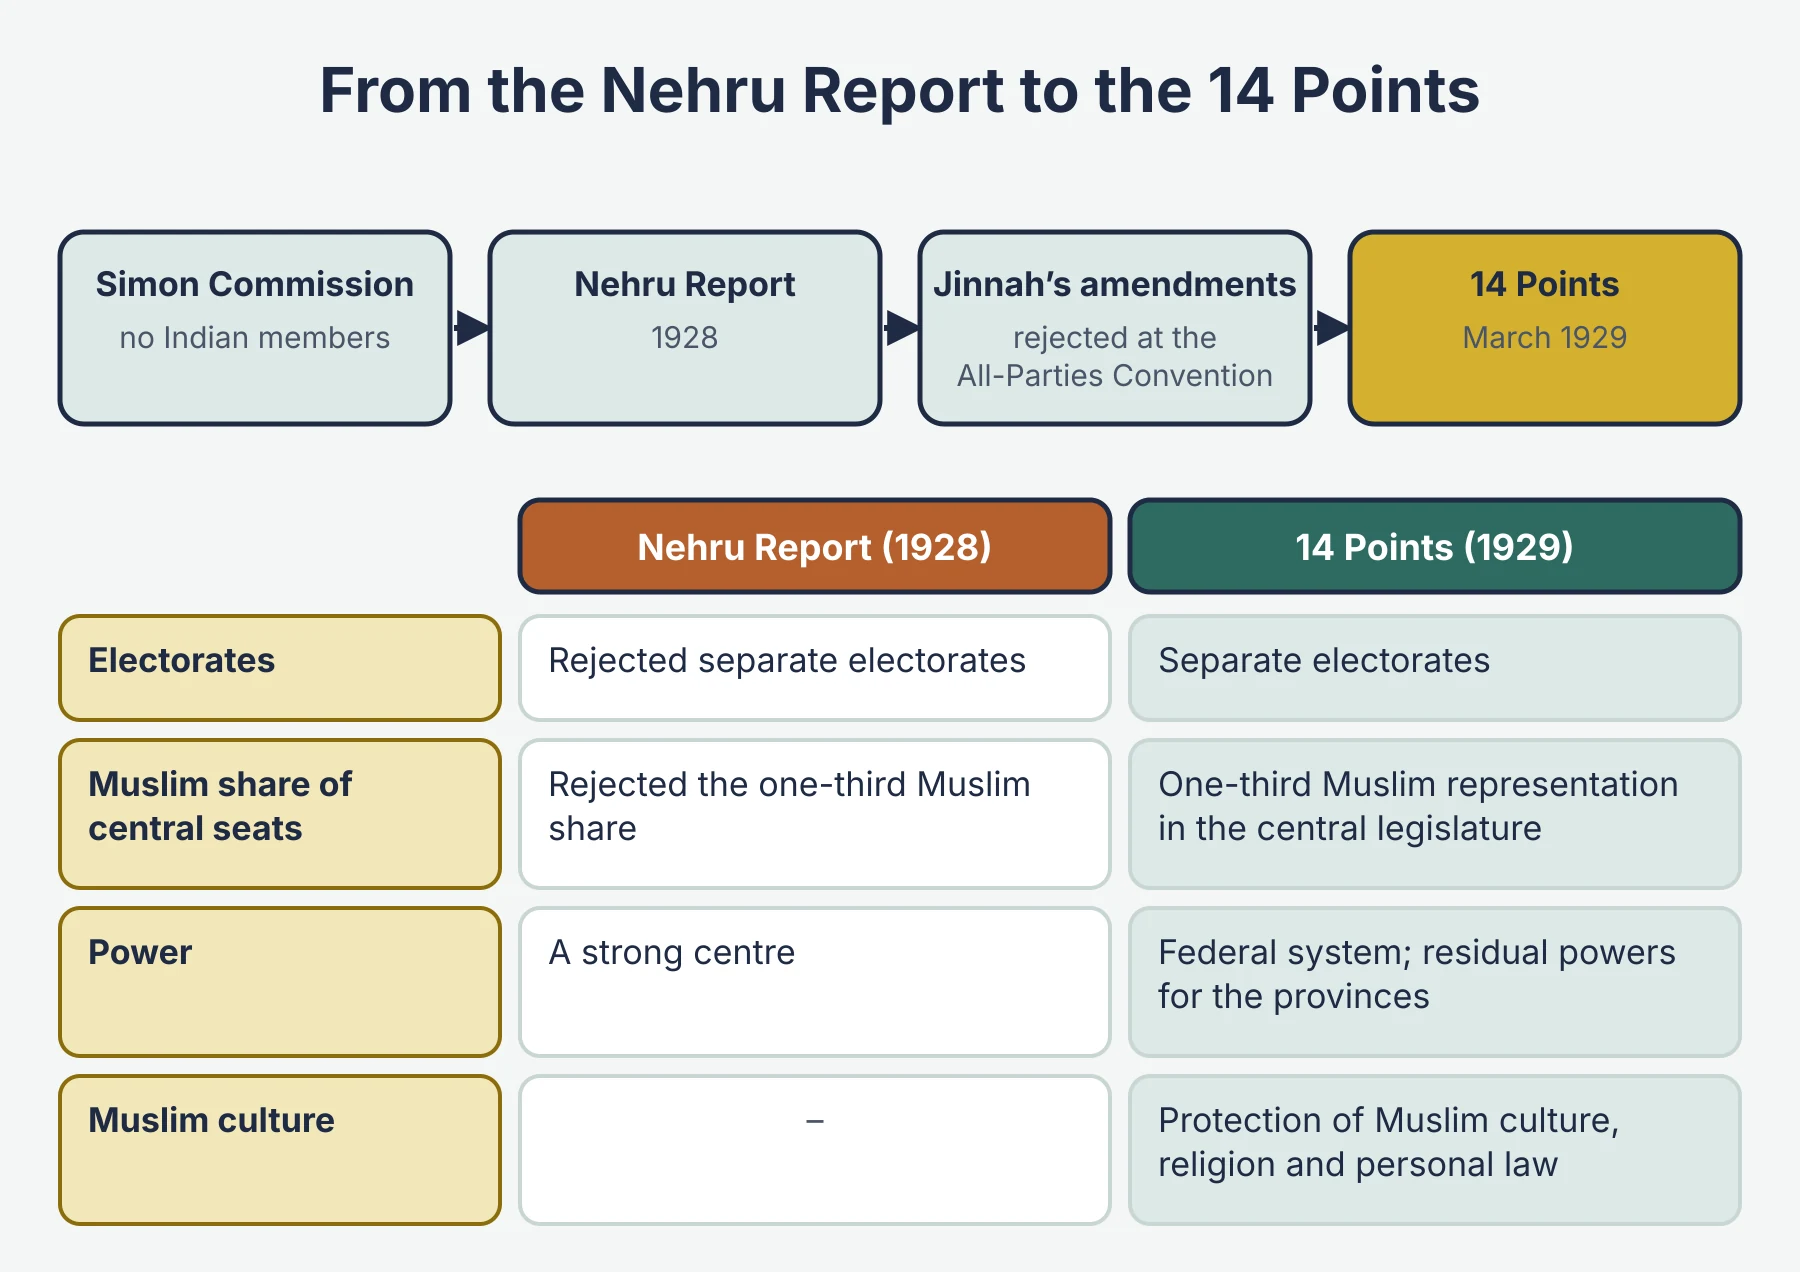 From the Nehru Report to the 14 Points
Simon Commission
no Indian members
Nehru Report
1928
Jinnah’s amendments
rejected at the
All-Parties Convention
14 Points
March 1929
Nehru Report (1928)
14 Points (1929)
Electorates
Rejected separate electorates
Separate electorates
Muslim share of
central seats
Rejected the one-third Muslim
share
One-third Muslim representation
in the central legislature
Power
A strong centre
Federal system; residual powers
for the provinces
Muslim culture
–
Protection of Muslim culture,
religion and personal law